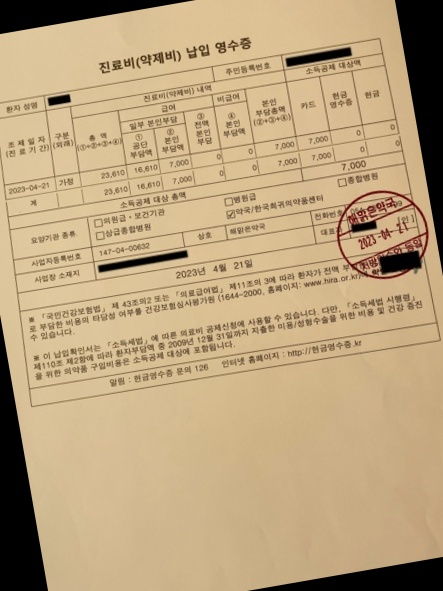 진료비(약제비) 납입 영수증
환자 성명
주민등록번호
진료비(약제비) 내역
소득공제 대상액
조 제 일 자 (진 료 기 간)
구분 (외래)
총 액 (①+②+③+④)
급여
비급여
일부 본인부담
① 공단 부담액
② 본인 부담액
③ 전액 본인 부담
④ 본인 부담액
본인 부담총액 (②+③+④)
카드
현금 영수증
현금
2023-04-21 가정 23,610 16,610 7,000 0 0 7,000 7,000 0 0
계 23,610 16,610 7,000 0 0 7,000 7,000 0 0
소득공제 대상 총액 7,000
요양기관 종류
□의원급・보건기관 □병원급 □종합병원
□상급종합병원 ☑약국/한국희귀의약품센터
사업자등록번호 147-04-00632 상호 해맑은약국 전화번호
사업장 소재지 대표자 [인]
2023년 4월 21일
해맑은약국
2023-04-21
※ 「국민건강보험법」 제 43조의2 또는 「의료급여법」 제11조의 3에 따라 환자가 전액 부
로 부담한 비용의 타당성 여부를 건강보험심사평가원 (1644-2000, 홈페이지: www.hira.or.kr)
수 있습니다.
※ 이 납입확인서는 「소득세법」에 따른 의료비 공제신청에 사용할 수 있습니다. 다만, 「소득세법 시행령」
제110조 제2항에 따라 환자부담액 중 2009년 12월 31일까지 지출한 미용/성형수술을 위한 비용 및 건강 증진
을 위한 의약품 구입비용은 소득공제 대상에 포함됩니다.
알림 : 현금영수증 문의 126 인터넷 홈페이지 : http://현금영수증.kr